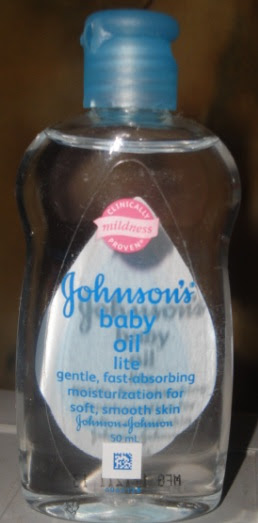 CLINICALLY
mildness
PROVEN*
Johnson's
baby
oil
lite
gentle, fast-absorbing
moisturization for
soft, smooth skin
Johnson & Johnson
50 mL